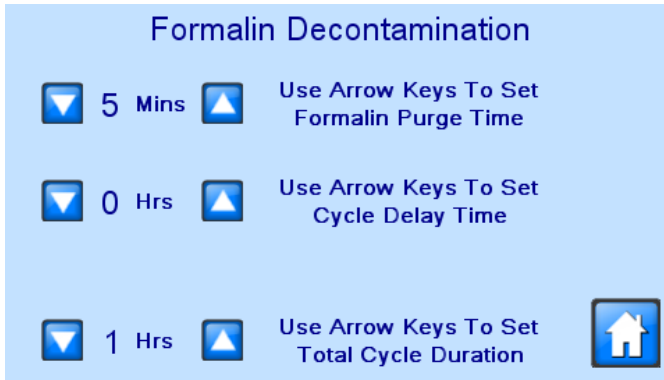 Formalin Decontamination
5 Mins
Use Arrow Keys To Set
Formalin Purge Time
0 Hrs
Use Arrow Keys To Set
Cycle Delay Time
1 Hrs
Use Arrow Keys To Set
Total Cycle Duration